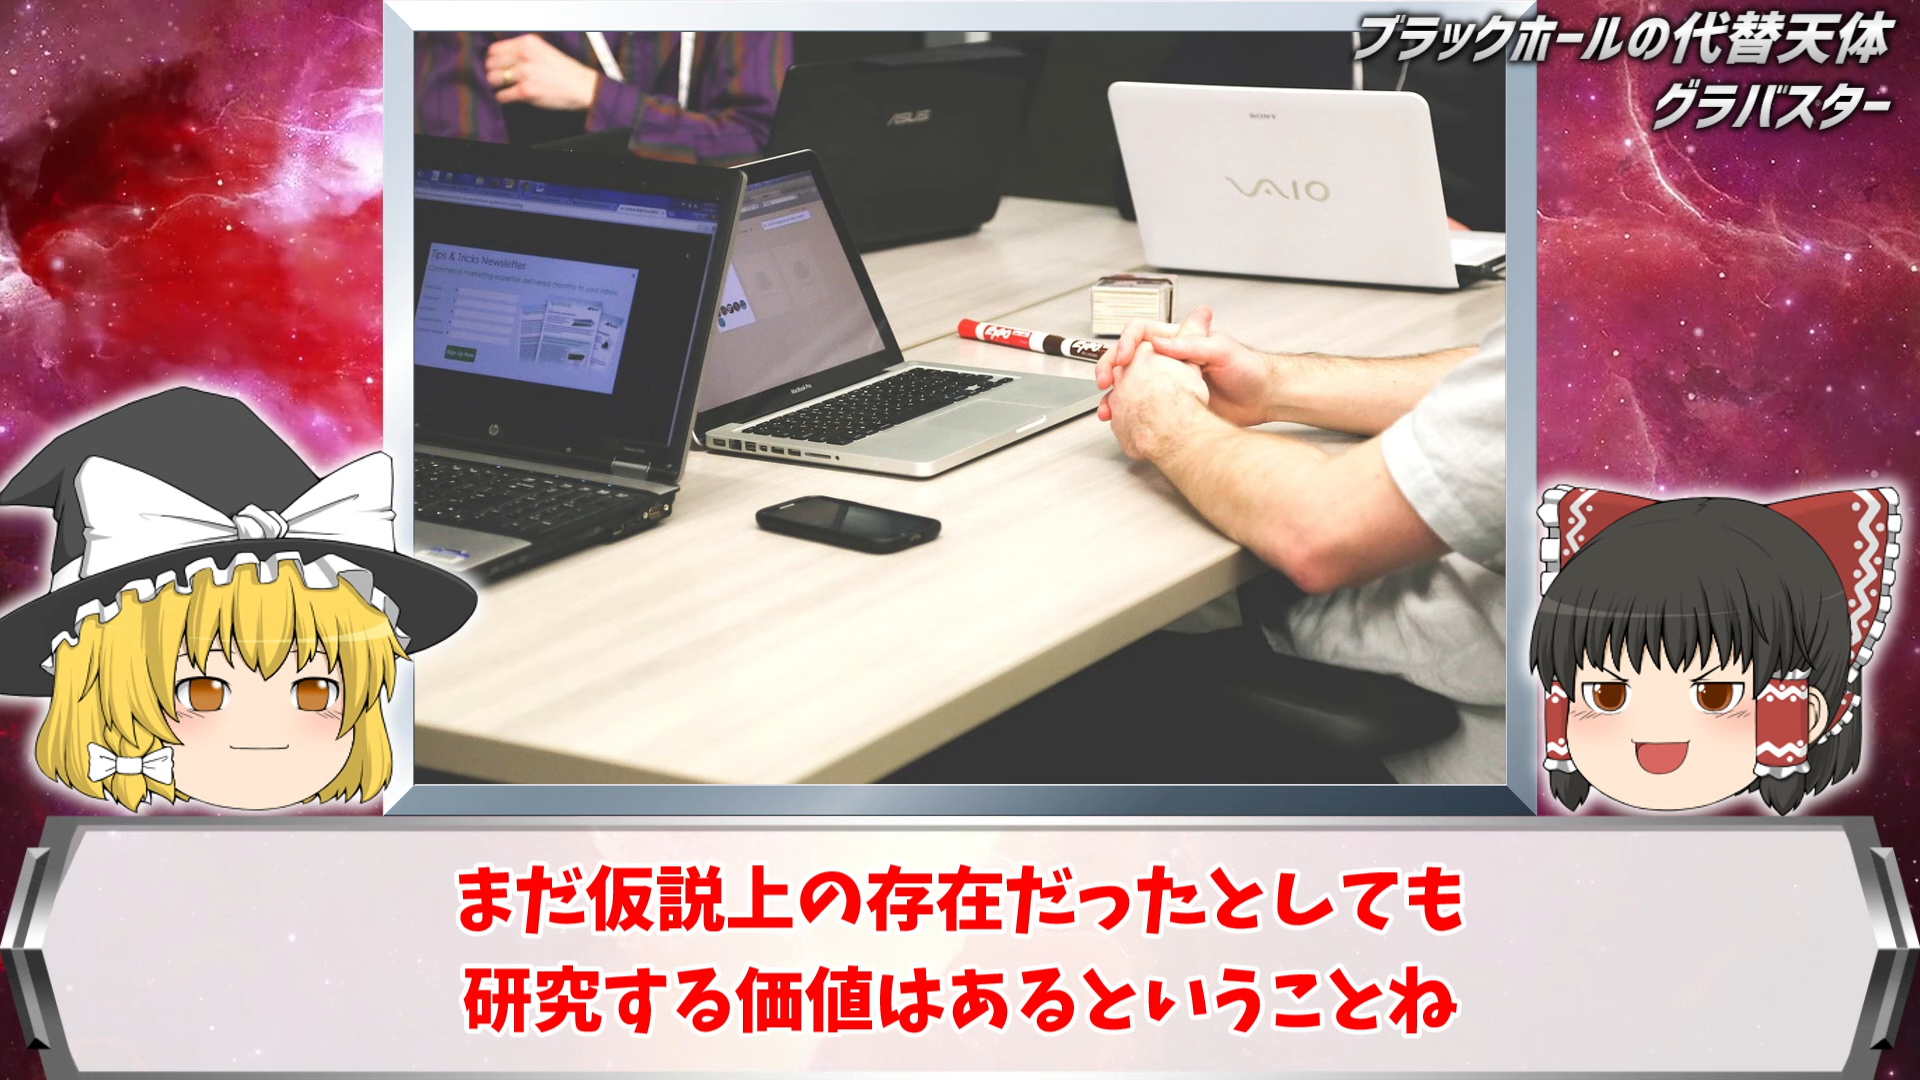 ブラックホールの代替天体
グラバスター
ASUS
SONY
VAIO
Tips & Tricks Newsletter
MacBook Pro
hp
まだ仮説上の存在だったとしても
研究する価値はあるということね